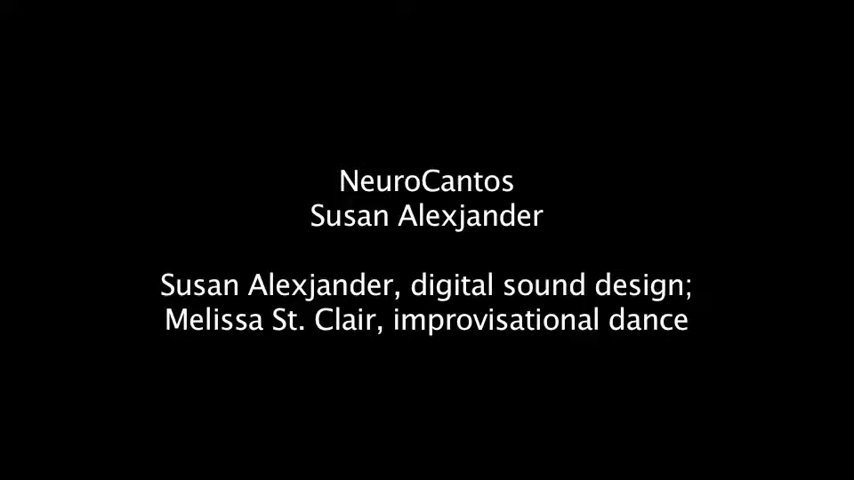 NeuroCantos
Susan Alexjander
Susan Alexjander, digital sound design;
Melissa St. Clair, improvisational dance